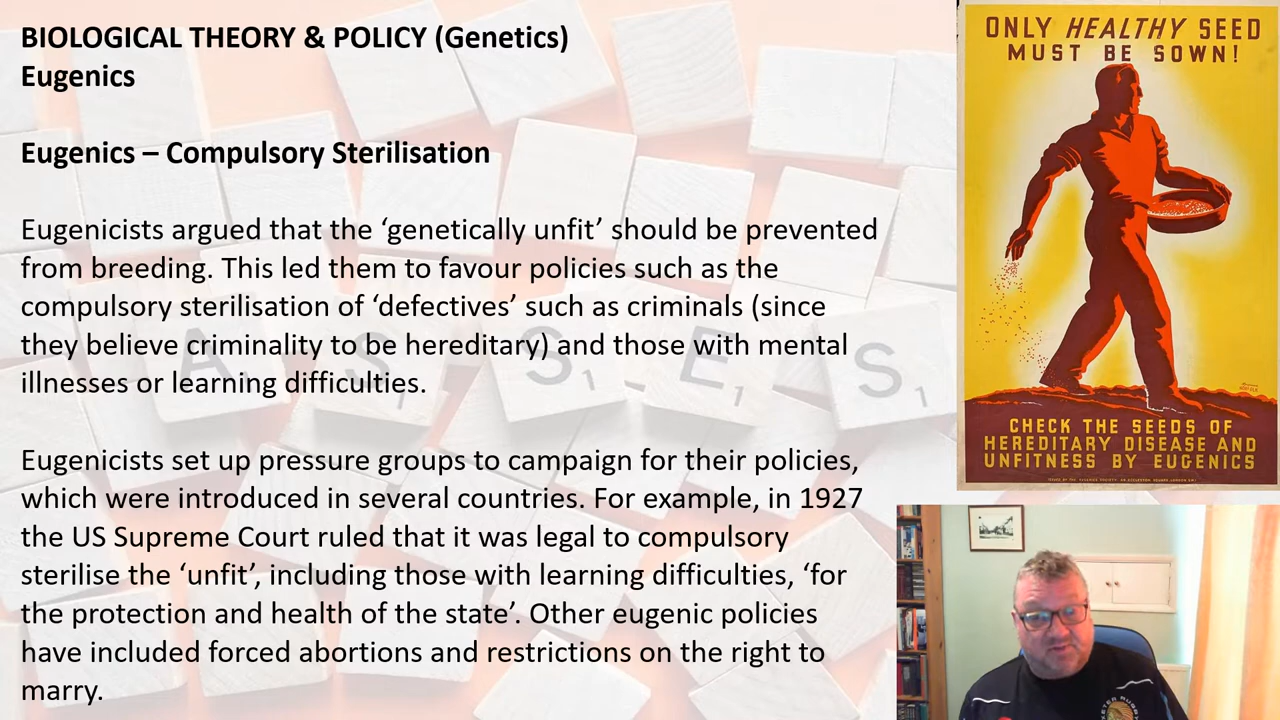 BIOLOGICAL THEORY & POLICY (Genetics)
Eugenics
Eugenics – Compulsory Sterilisation
Eugenicists argued that the ‘genetically unfit’ should be prevented
from breeding. This led them to favour policies such as the
compulsory sterilisation of ‘defectives’ such as criminals (since
they believe criminality to be hereditary) and those with mental
illnesses or learning difficulties.
Eugenicists set up pressure groups to campaign for their policies,
which were introduced in several countries. For example, in 1927
the US Supreme Court ruled that it was legal to compulsory
sterilise the ‘unfit’, including those with learning difficulties, ‘for
the protection and health of the state’. Other eugenic policies
have included forced abortions and restrictions on the right to
marry.
A S S E S
1 1 1 1
ONLY HEALTHY SEED
MUST BE SOWN!
CHECK THE SEEDS OF
HEREDITARY DISEASE AND
UNFITNESS BY EUGENICS